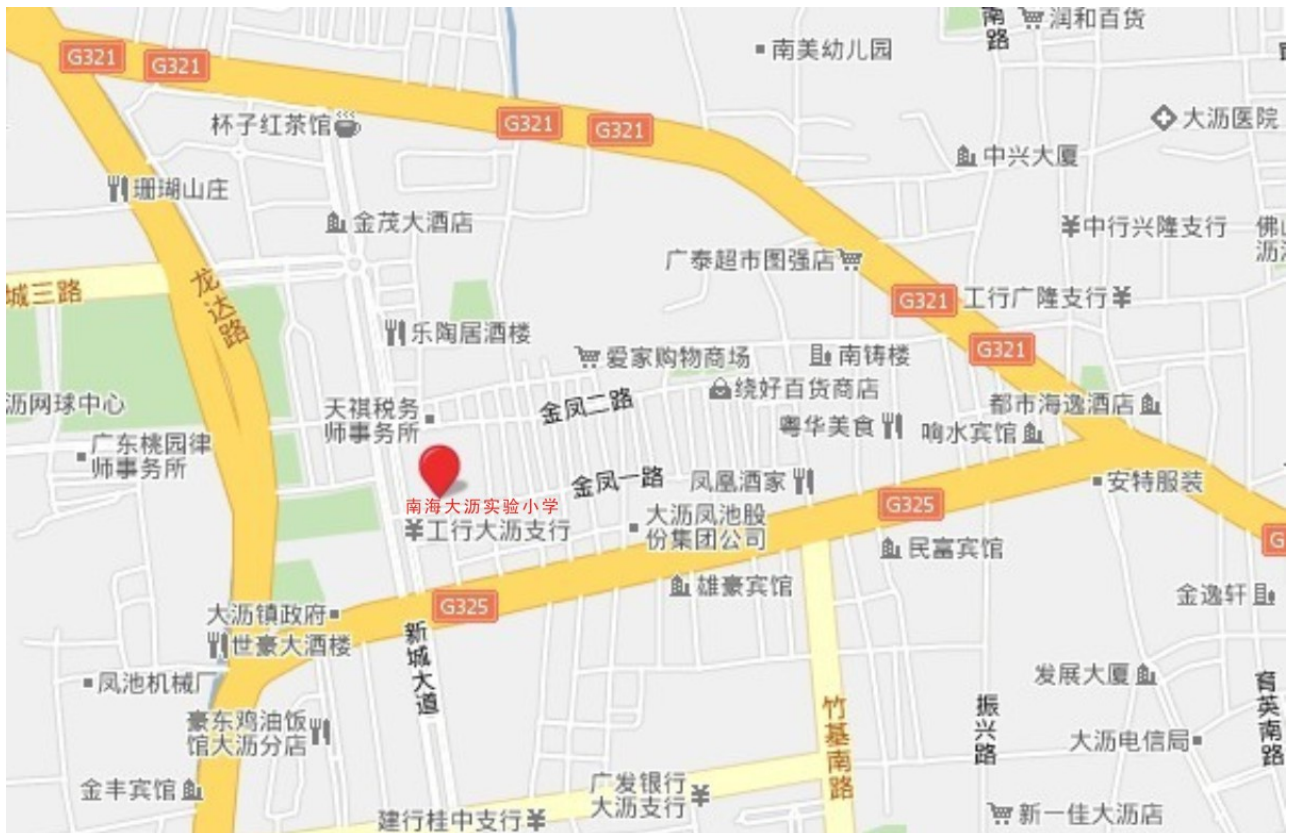 南路
润和百货
南美幼儿园
G321
G321
G321
G321
杯子红茶馆
大沥医院
中兴大厦
珊瑚山庄
金茂大酒店
中行兴隆支行
广泰超市图强店
城三路
龙达路
G321
工行广隆支行
乐陶居酒楼
G321
爱家购物商场
南铸楼
绕好百货商店
沥网球中心
天祺税务
师事务所
金凤二路
都市海逸酒店
粤华美食
响水宾馆
广东桃园律
师事务所
金凤一路
凤凰酒家
安特服装
南海大沥实验小学
工行大沥支行
大沥凤池股
份集团公司
G325
民富宾馆
雄豪宾馆
金逸轩
大沥镇政府
G325
世豪大酒楼
新城大道
凤池机械厂
发展大厦
育英南路
豪东鸡油饭
馆大沥分店
竹基南路
振兴路
大沥电信局
金丰宾馆
广发银行
大沥支行
建行桂中支行
新一佳大沥店